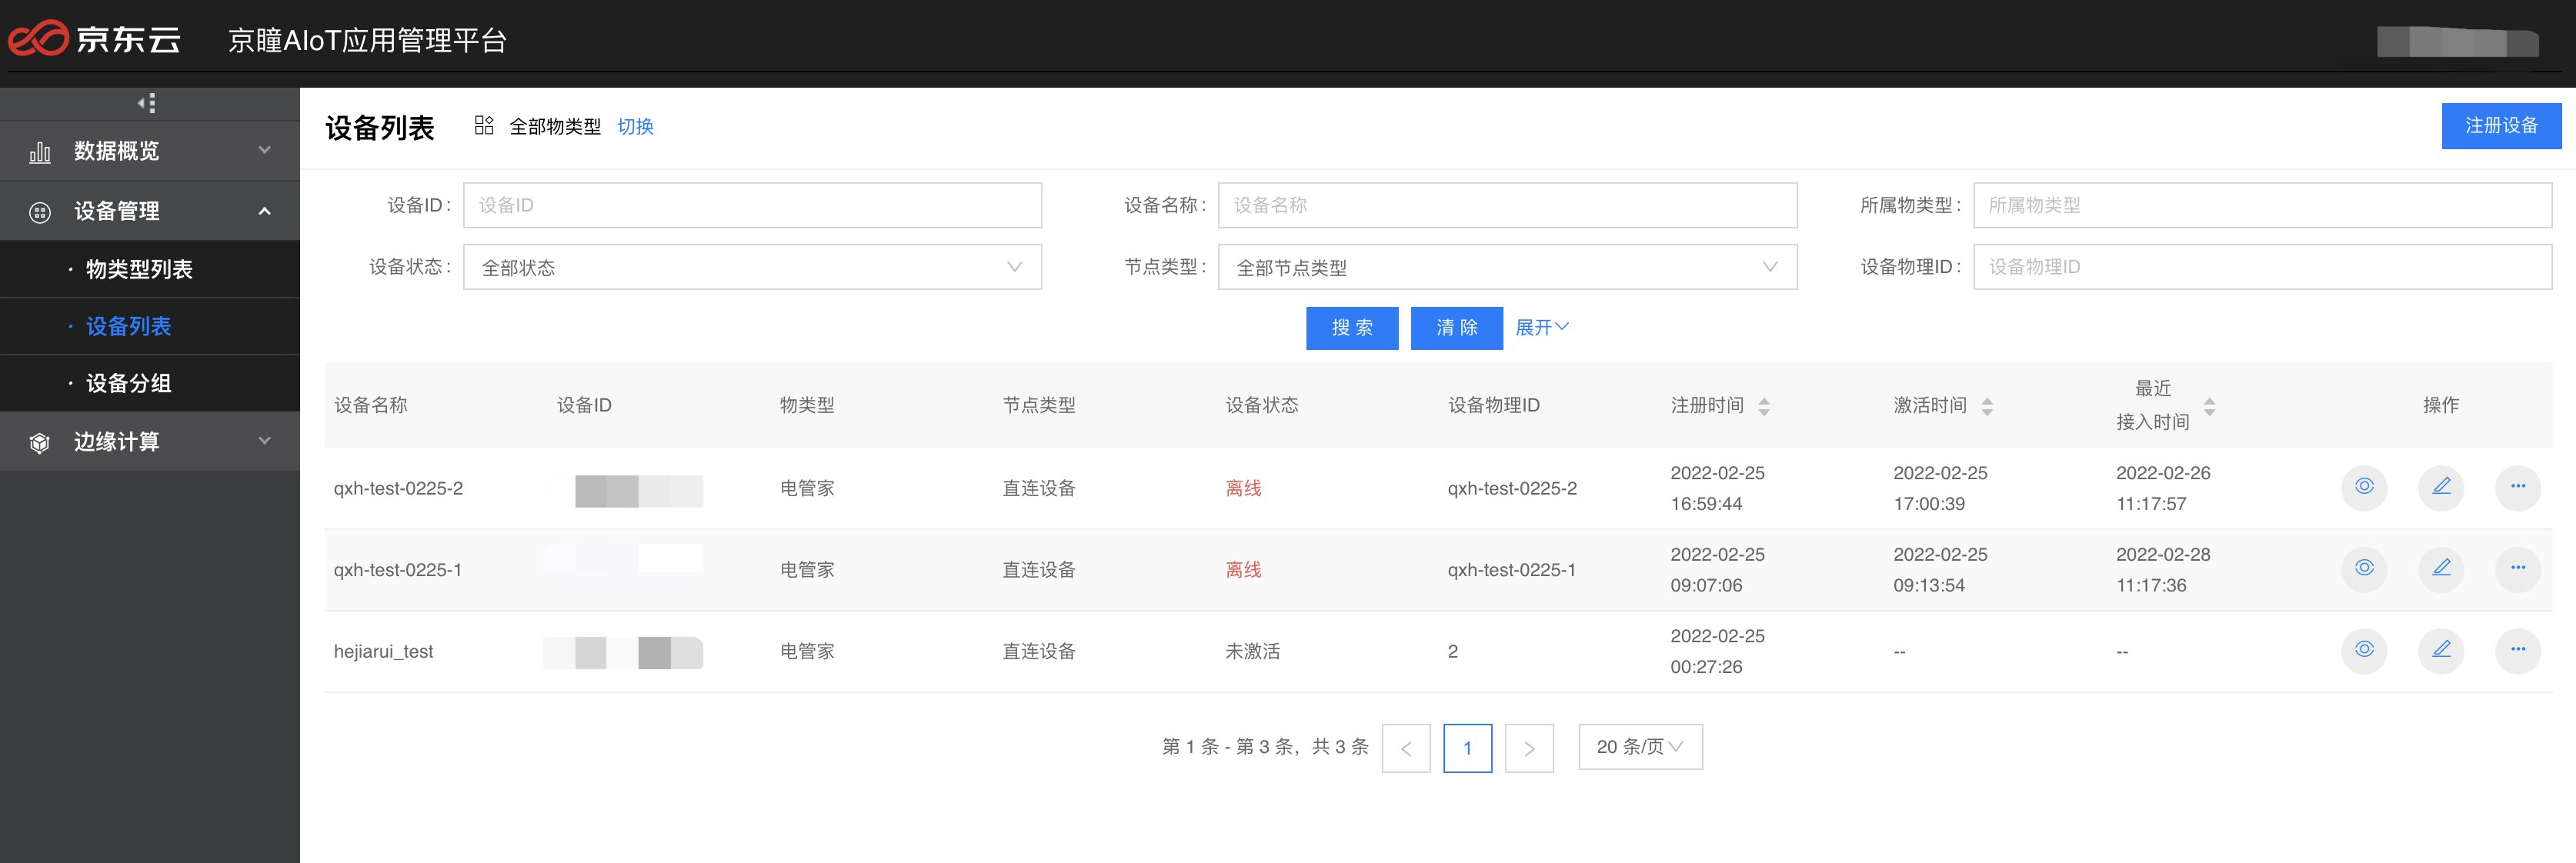 京东云 京瞳AIoT应用管理平台
设备列表 全部物类型 切换 注册设备
数据概览
设备管理
· 物类型列表
· 设备列表
· 设备分组
边缘计算
设备ID: 设备ID 设备名称: 设备名称 所属物类型: 所属物类型
设备状态: 全部状态 节点类型: 全部节点类型 设备物理ID: 设备物理ID
搜索 清除 展开
设备名称 设备ID 物类型 节点类型 设备状态 设备物理ID 注册时间 激活时间 最近接入时间 操作
qxh-test-0225-2 电管家 直连设备 离线 qxh-test-0225-2 2022-02-25 16:59:44 2022-02-25 17:00:39 2022-02-26 11:17:57
qxh-test-0225-1 电管家 直连设备 离线 qxh-test-0225-1 2022-02-25 09:07:06 2022-02-25 09:13:54 2022-02-28 11:17:36
hejiarui_test 电管家 直连设备 未激活 2 2022-02-25 00:27:26 -- --
第 1 条 - 第 3 条，共 3 条 < 1 > 20 条/页